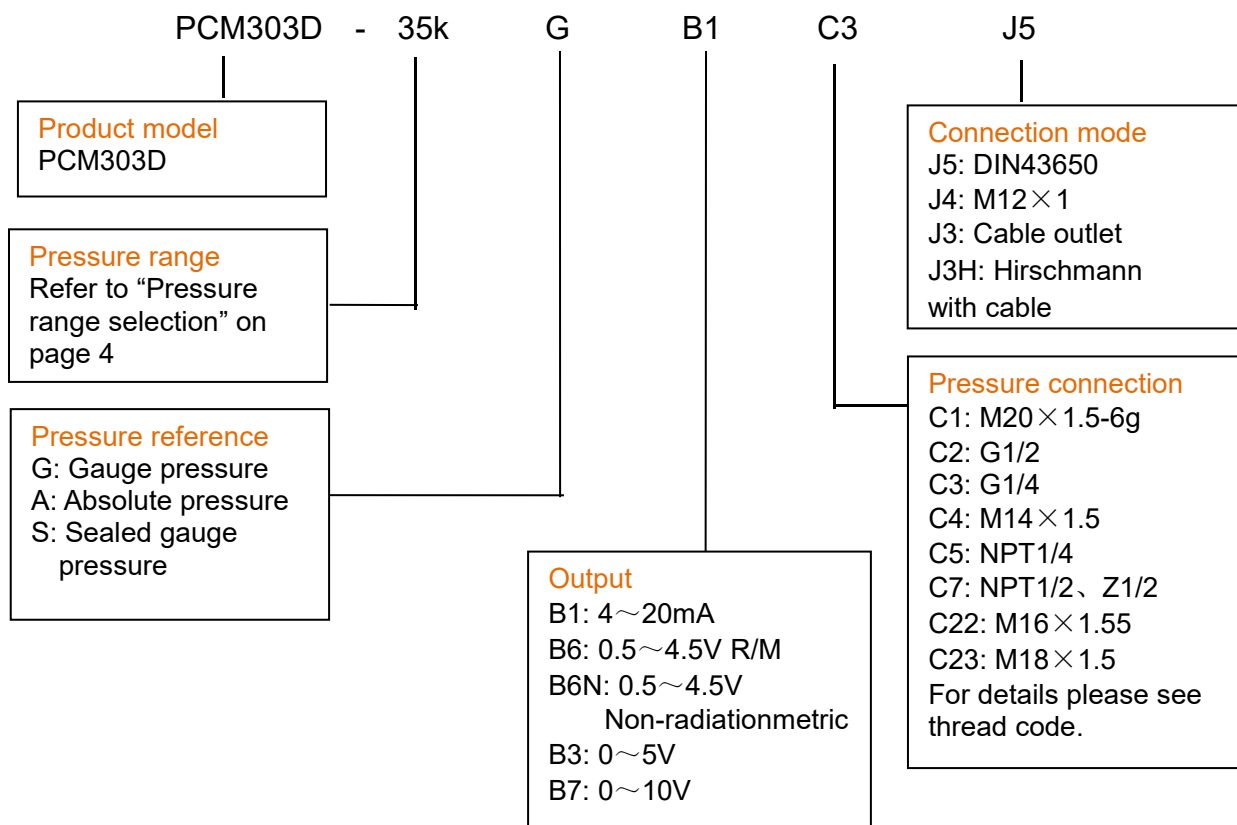 PCM303D - 35k G B1 C3 J5
Product model
PCM303D
Pressure range
Refer to “Pressure
range selection” on
page 4
Pressure reference
G: Gauge pressure
A: Absolute pressure
S: Sealed gauge
pressure
Output
B1: 4～20mA
B6: 0.5～4.5V R/M
B6N: 0.5～4.5V
Non-radiationmetric
B3: 0～5V
B7: 0～10V
Connection mode
J5: DIN43650
J4: M12×1
J3: Cable outlet
J3H: Hirschmann
with cable
Pressure connection
C1: M20×1.5-6g
C2: G1/2
C3: G1/4
C4: M14×1.5
C5: NPT1/4
C7: NPT1/2、Z1/2
C22: M16×1.55
C23: M18×1.5
For details please see
thread code.